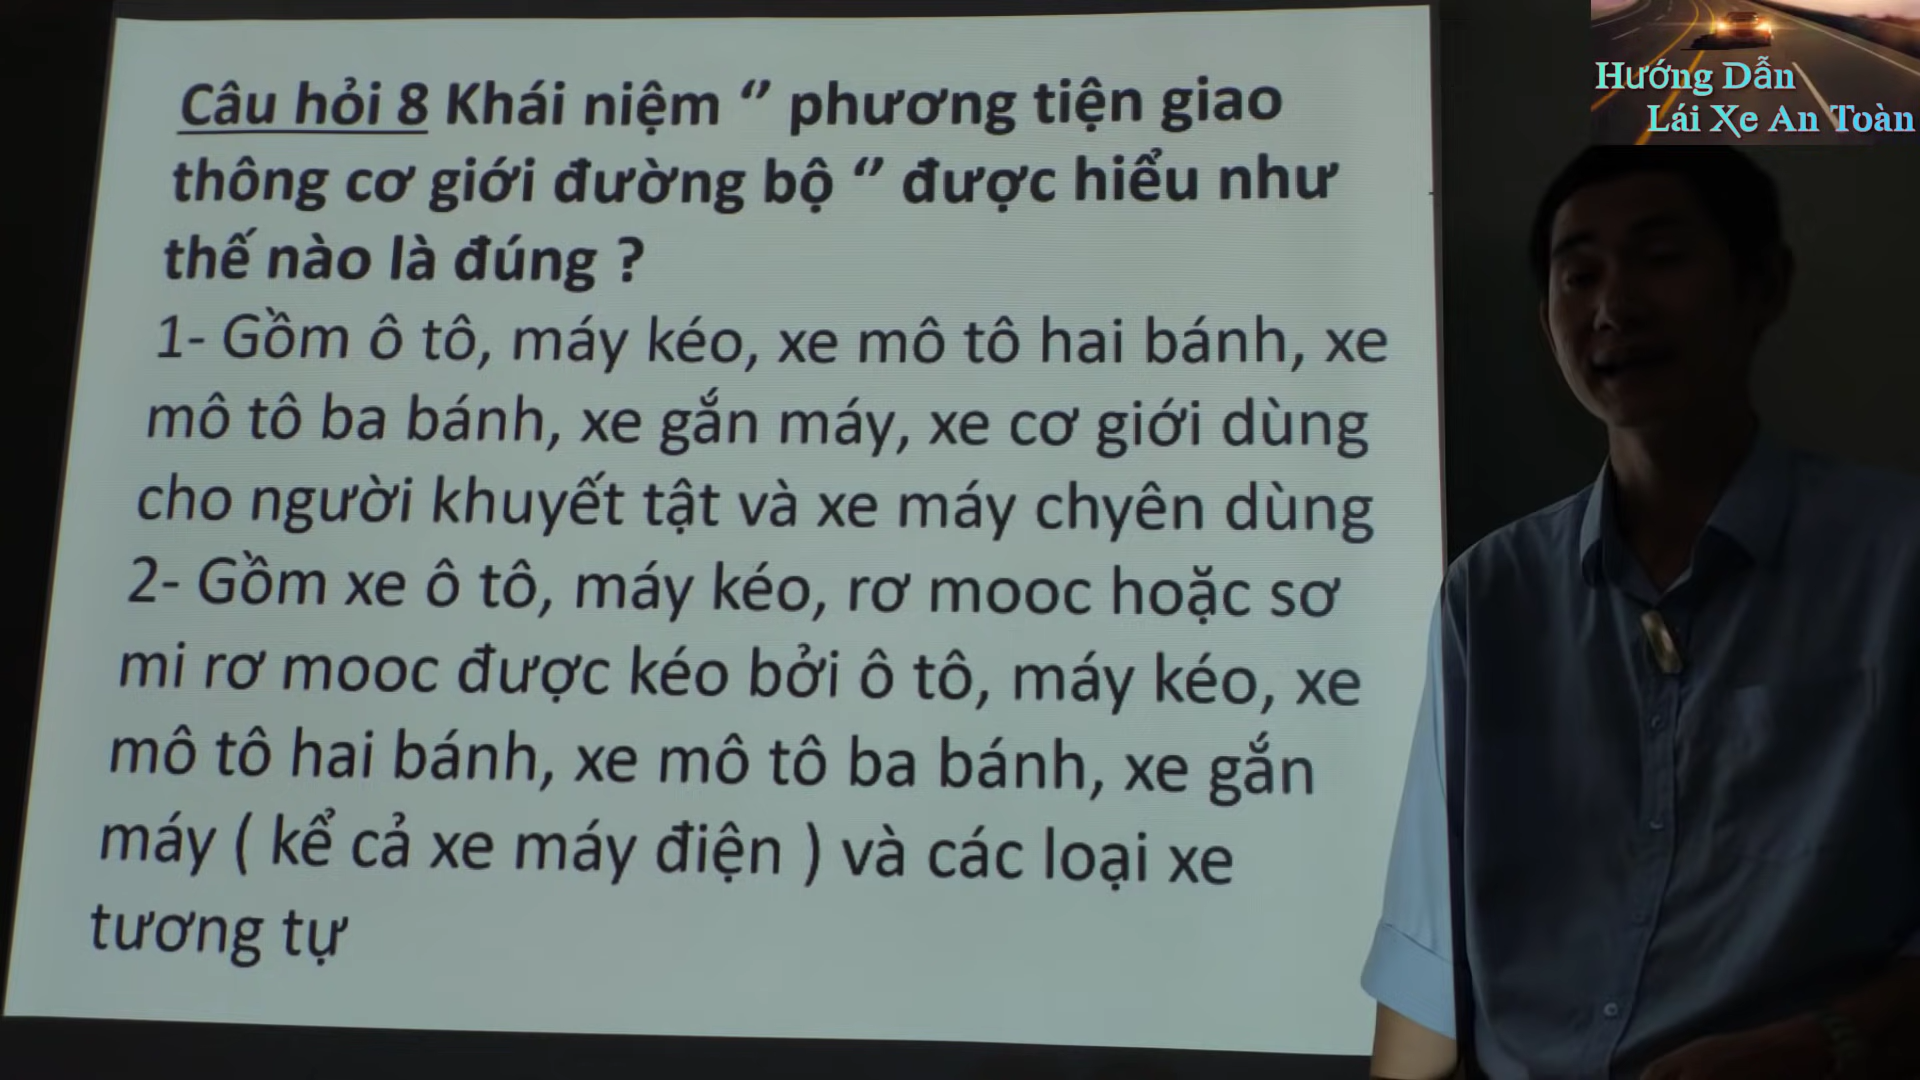 Câu hỏi 8 Khái niệm “ phương tiện giao
thông cơ giới đường bộ “ được hiểu như
thế nào là đúng ?
1- Gồm ô tô, máy kéo, xe mô tô hai bánh, xe
mô tô ba bánh, xe gắn máy, xe cơ giới dùng
cho người khuyết tật và xe máy chyên dùng
2- Gồm xe ô tô, máy kéo, rơ mooc hoặc sơ
mi rơ mooc được kéo bởi ô tô, máy kéo, xe
mô tô hai bánh, xe mô tô ba bánh, xe gắn
máy ( kể cả xe máy điện ) và các loại xe
tương tự
Hướng Dẫn
Lái Xe An Toàn